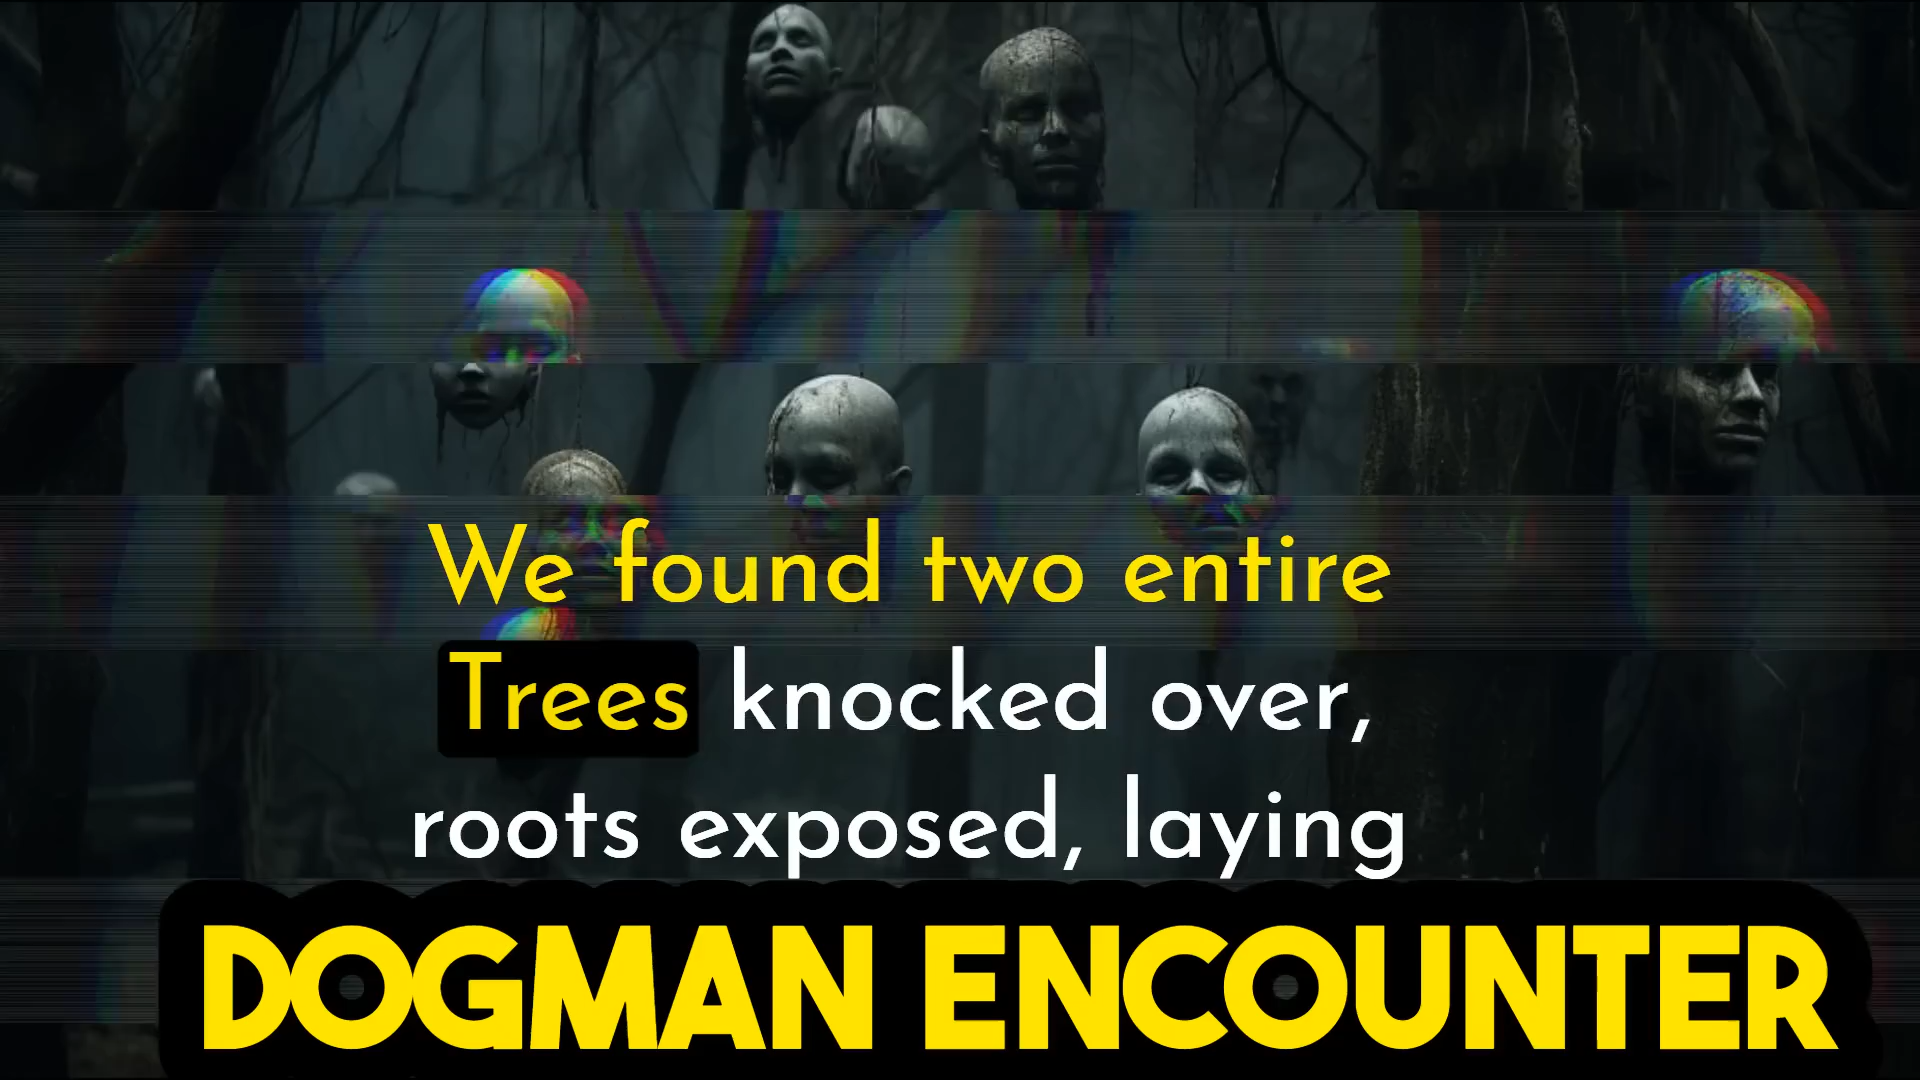 We found two entire
Trees knocked over,
roots exposed, laying
DOGMAN ENCOUNTER